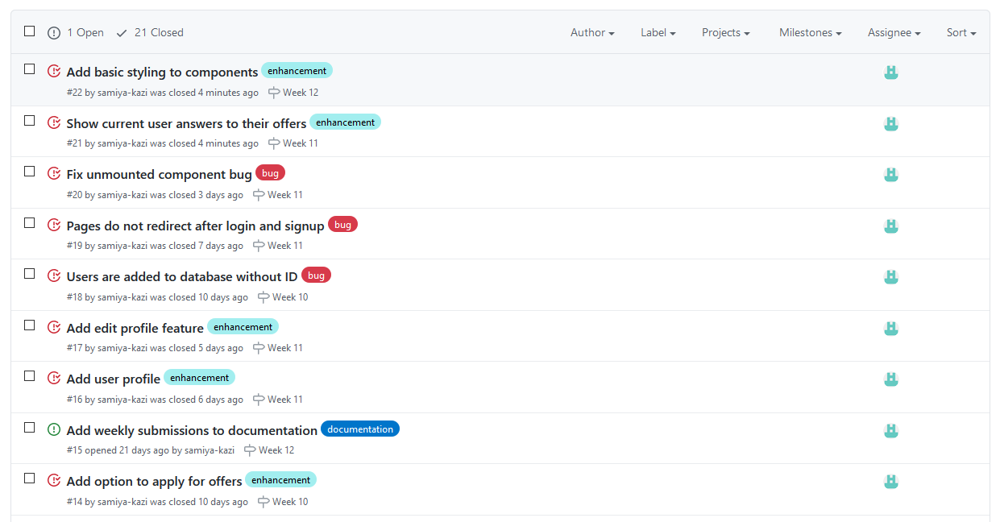 1 Open 21 Closed Author Label Projects Milestones Assignee Sort
Add basic styling to components enhancement
#22 by samiya-kazi was closed 4 minutes ago Week 12
Show current user answers to their offers enhancement
#21 by samiya-kazi was closed 4 minutes ago Week 11
Fix unmounted component bug bug
#20 by samiya-kazi was closed 3 days ago Week 11
Pages do not redirect after login and signup bug
#19 by samiya-kazi was closed 7 days ago Week 11
Users are added to database without ID bug
#18 by samiya-kazi was closed 10 days ago Week 10
Add edit profile feature enhancement
#17 by samiya-kazi was closed 5 days ago Week 11
Add user profile enhancement
#16 by samiya-kazi was closed 6 days ago Week 11
Add weekly submissions to documentation documentation
#15 opened 21 days ago by samiya-kazi Week 12
Add option to apply for offers enhancement
#14 by samiya-kazi was closed 10 days ago Week 10